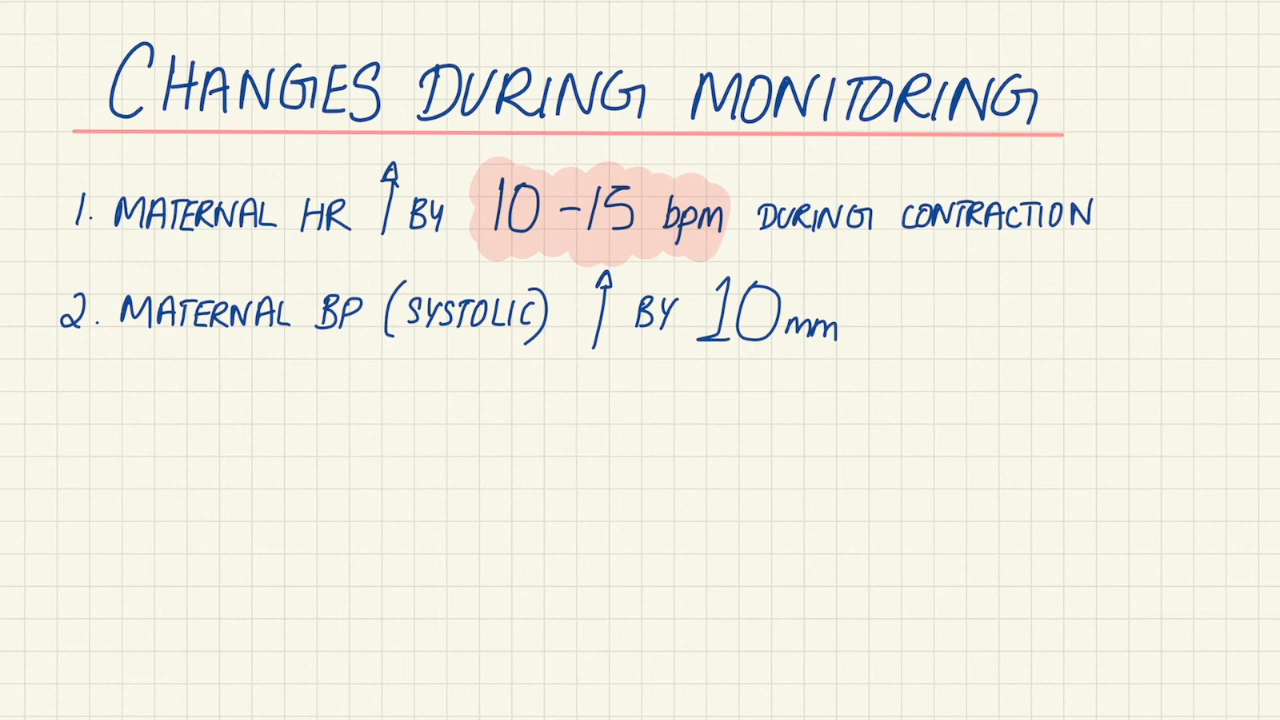 CHANGES DURING MONITORING
1. MATERNAL HR ↑ BY 10-15 bpm DURING CONTRACTION
2. MATERNAL BP (SYSTOLIC) ↑ BY 10mm